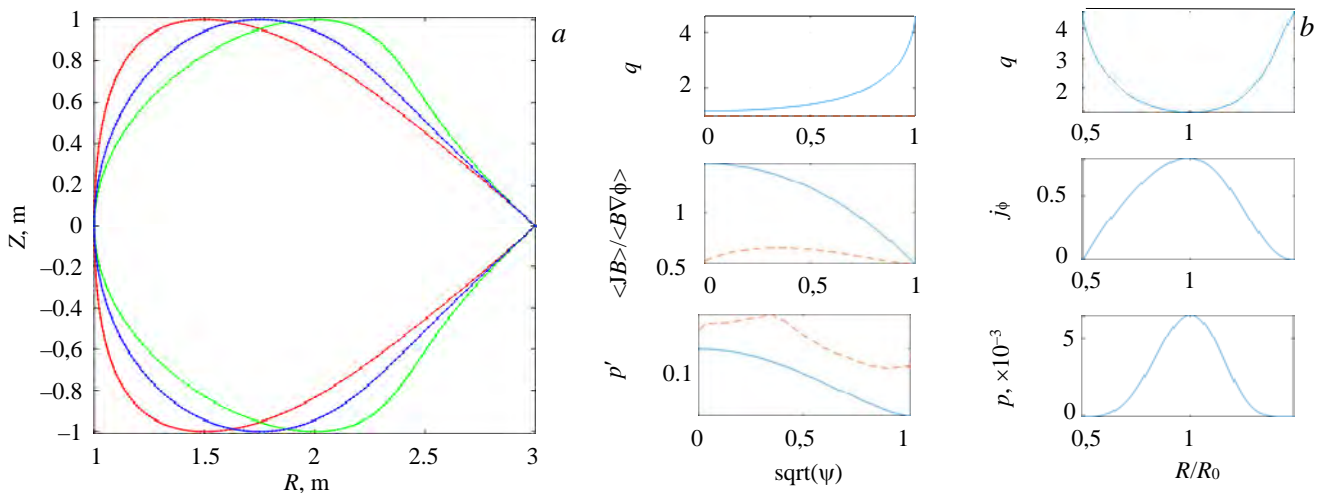 a
1
0.8
0.6
0.4
0.2
0
−0.2
−0.4
−0.6
−0.8
−1
Z, m
1 1.5 2 2.5 3
R, m
b
4
2
q
0 0,5 1
1
0.5
<JB>/<B∇ϕ>
0 1
0.1
p′
0 0,5 1
sqrt(ψ)
4
3
2
q
0,5 1
0.5
0
jϕ
0,5 1
5
0
p, ×10−3
0,5 1
R/R0